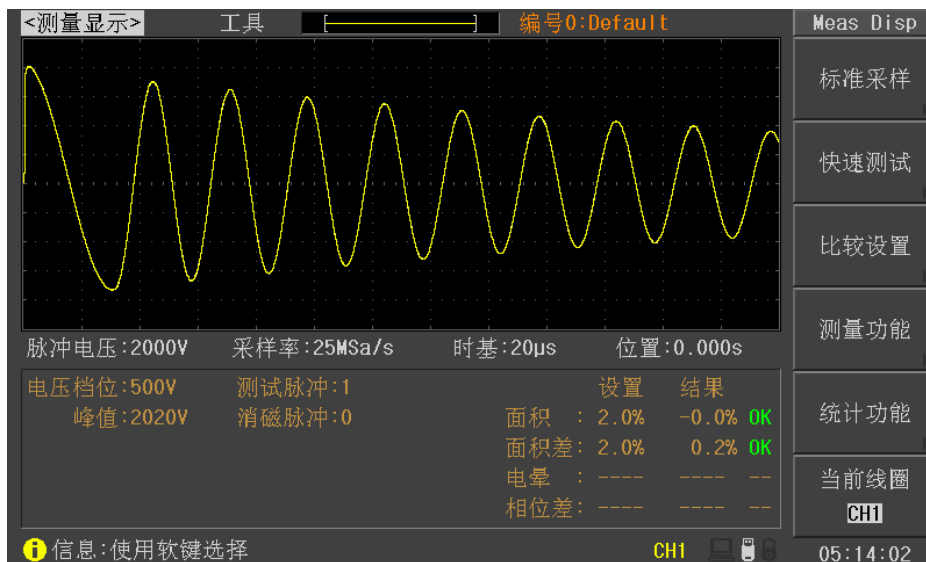 <测量显示> 工具 [ ] 编号0:Default Meas Disp
标准采样
快速测试
比较设置
测量功能
统计功能
当前线圈
CH1
脉冲电压:2000V 采样率:25MSa/s 时基:20μs 位置:0.000s
电压档位:500V 测试脉冲:1 设置 结果
峰值:2020V 消磁脉冲:0 面积 : 2.0% -0.0% OK
面积差: 2.0% 0.2% OK
电晕 : ---- ---- --
相位差: ---- ---- --
信息:使用软键选择 CH1 05:14:02